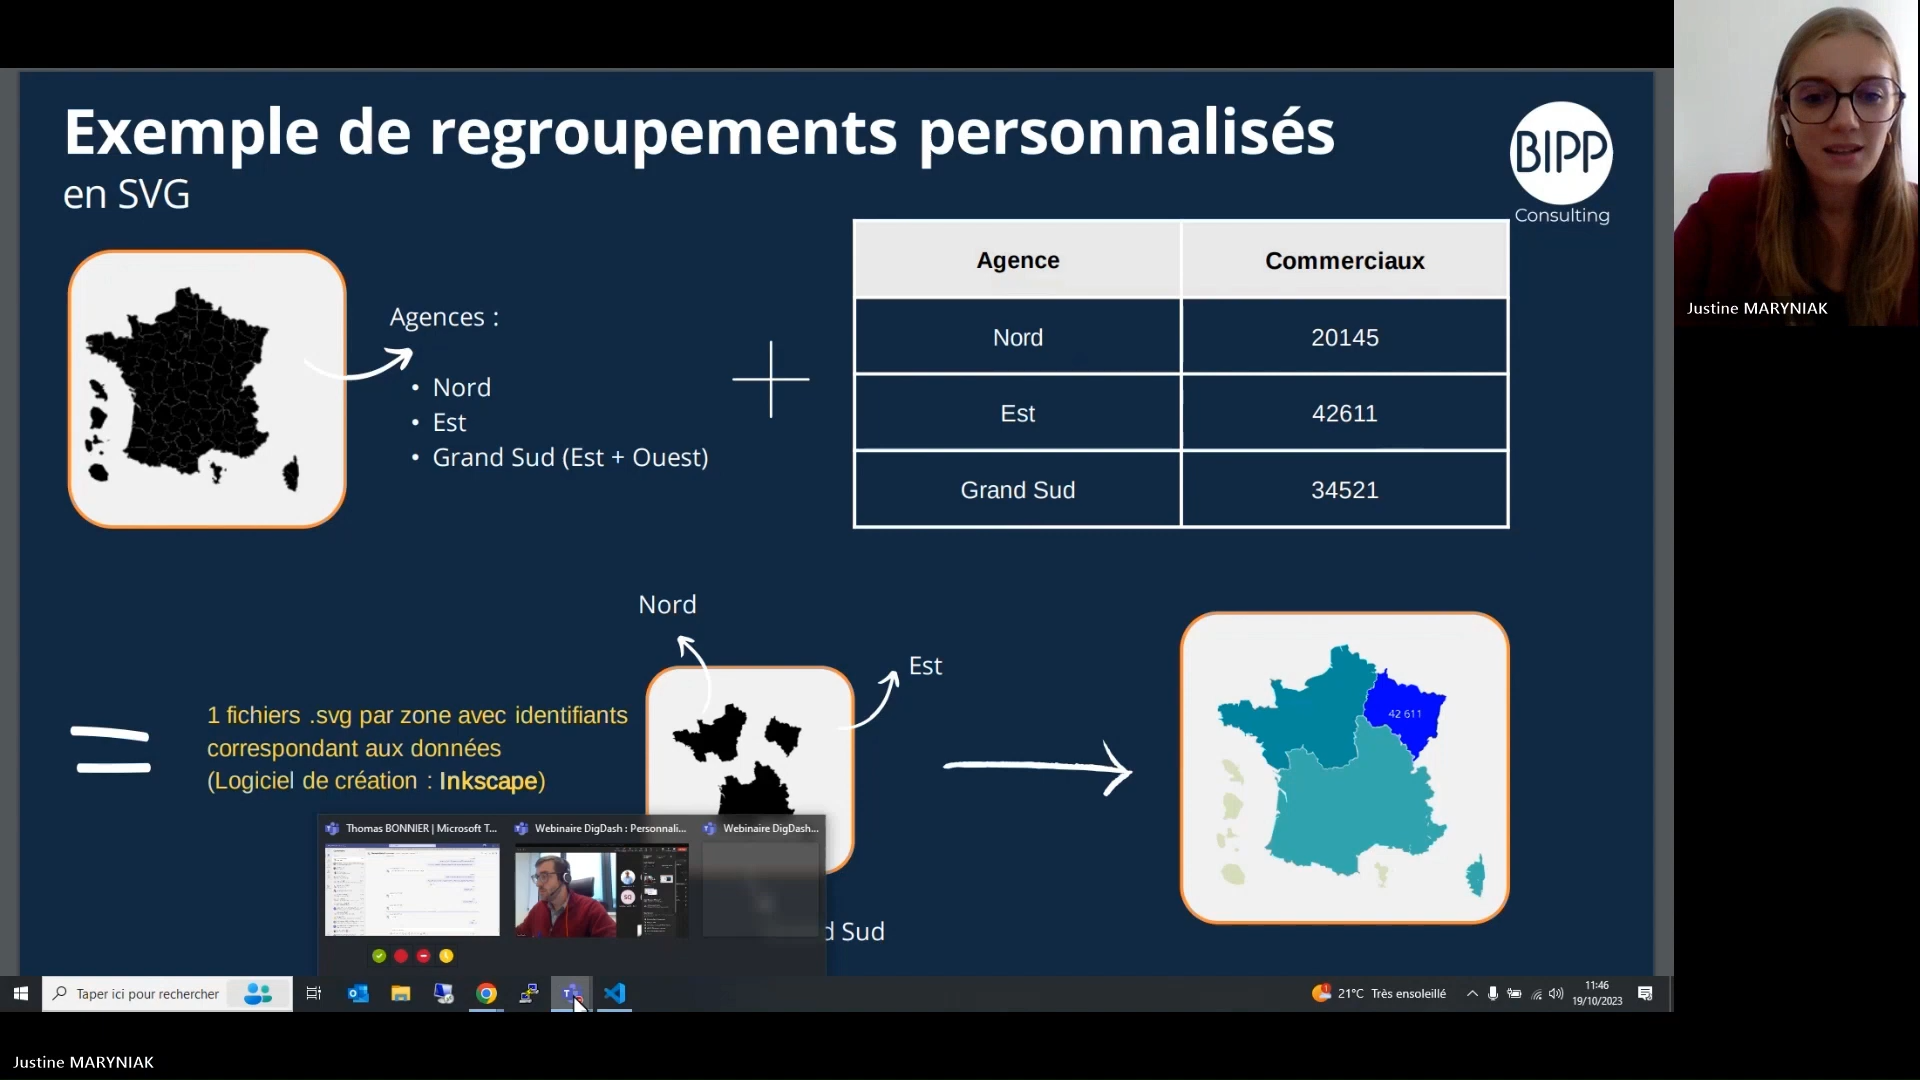 Exemple de regroupements personnalisés
en SVG
BIPP
Consulting
Agences :
• Nord
• Est
• Grand Sud (Est + Ouest)
Agence Commerciaux
Nord 20145
Est 42611
Grand Sud 34521
Justine MARYNIAK
Nord
Est
1 fichiers .svg par zone avec identifiants
correspondant aux données
(Logiciel de création : Inkscape)
42 611
Thomas BONNIER | Microsoft T...
Webinaire DigDash : Personnali...
Webinaire DigDash...
d Sud
Taper ici pour rechercher
21°C Très ensoleillé
11:46
19/10/2023
Justine MARYNIAK